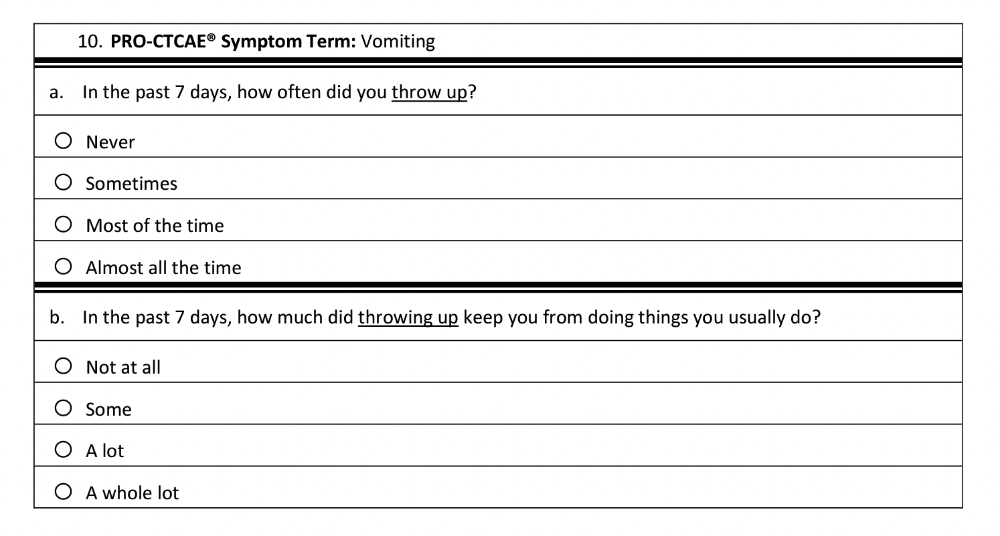 10. PRO-CTCAE® Symptom Term: Vomiting
a. In the past 7 days, how often did you throw up?
Never
Sometimes
Most of the time
Almost all the time
b. In the past 7 days, how much did throwing up keep you from doing things you usually do?
Not at all
Some
A lot
A whole lot